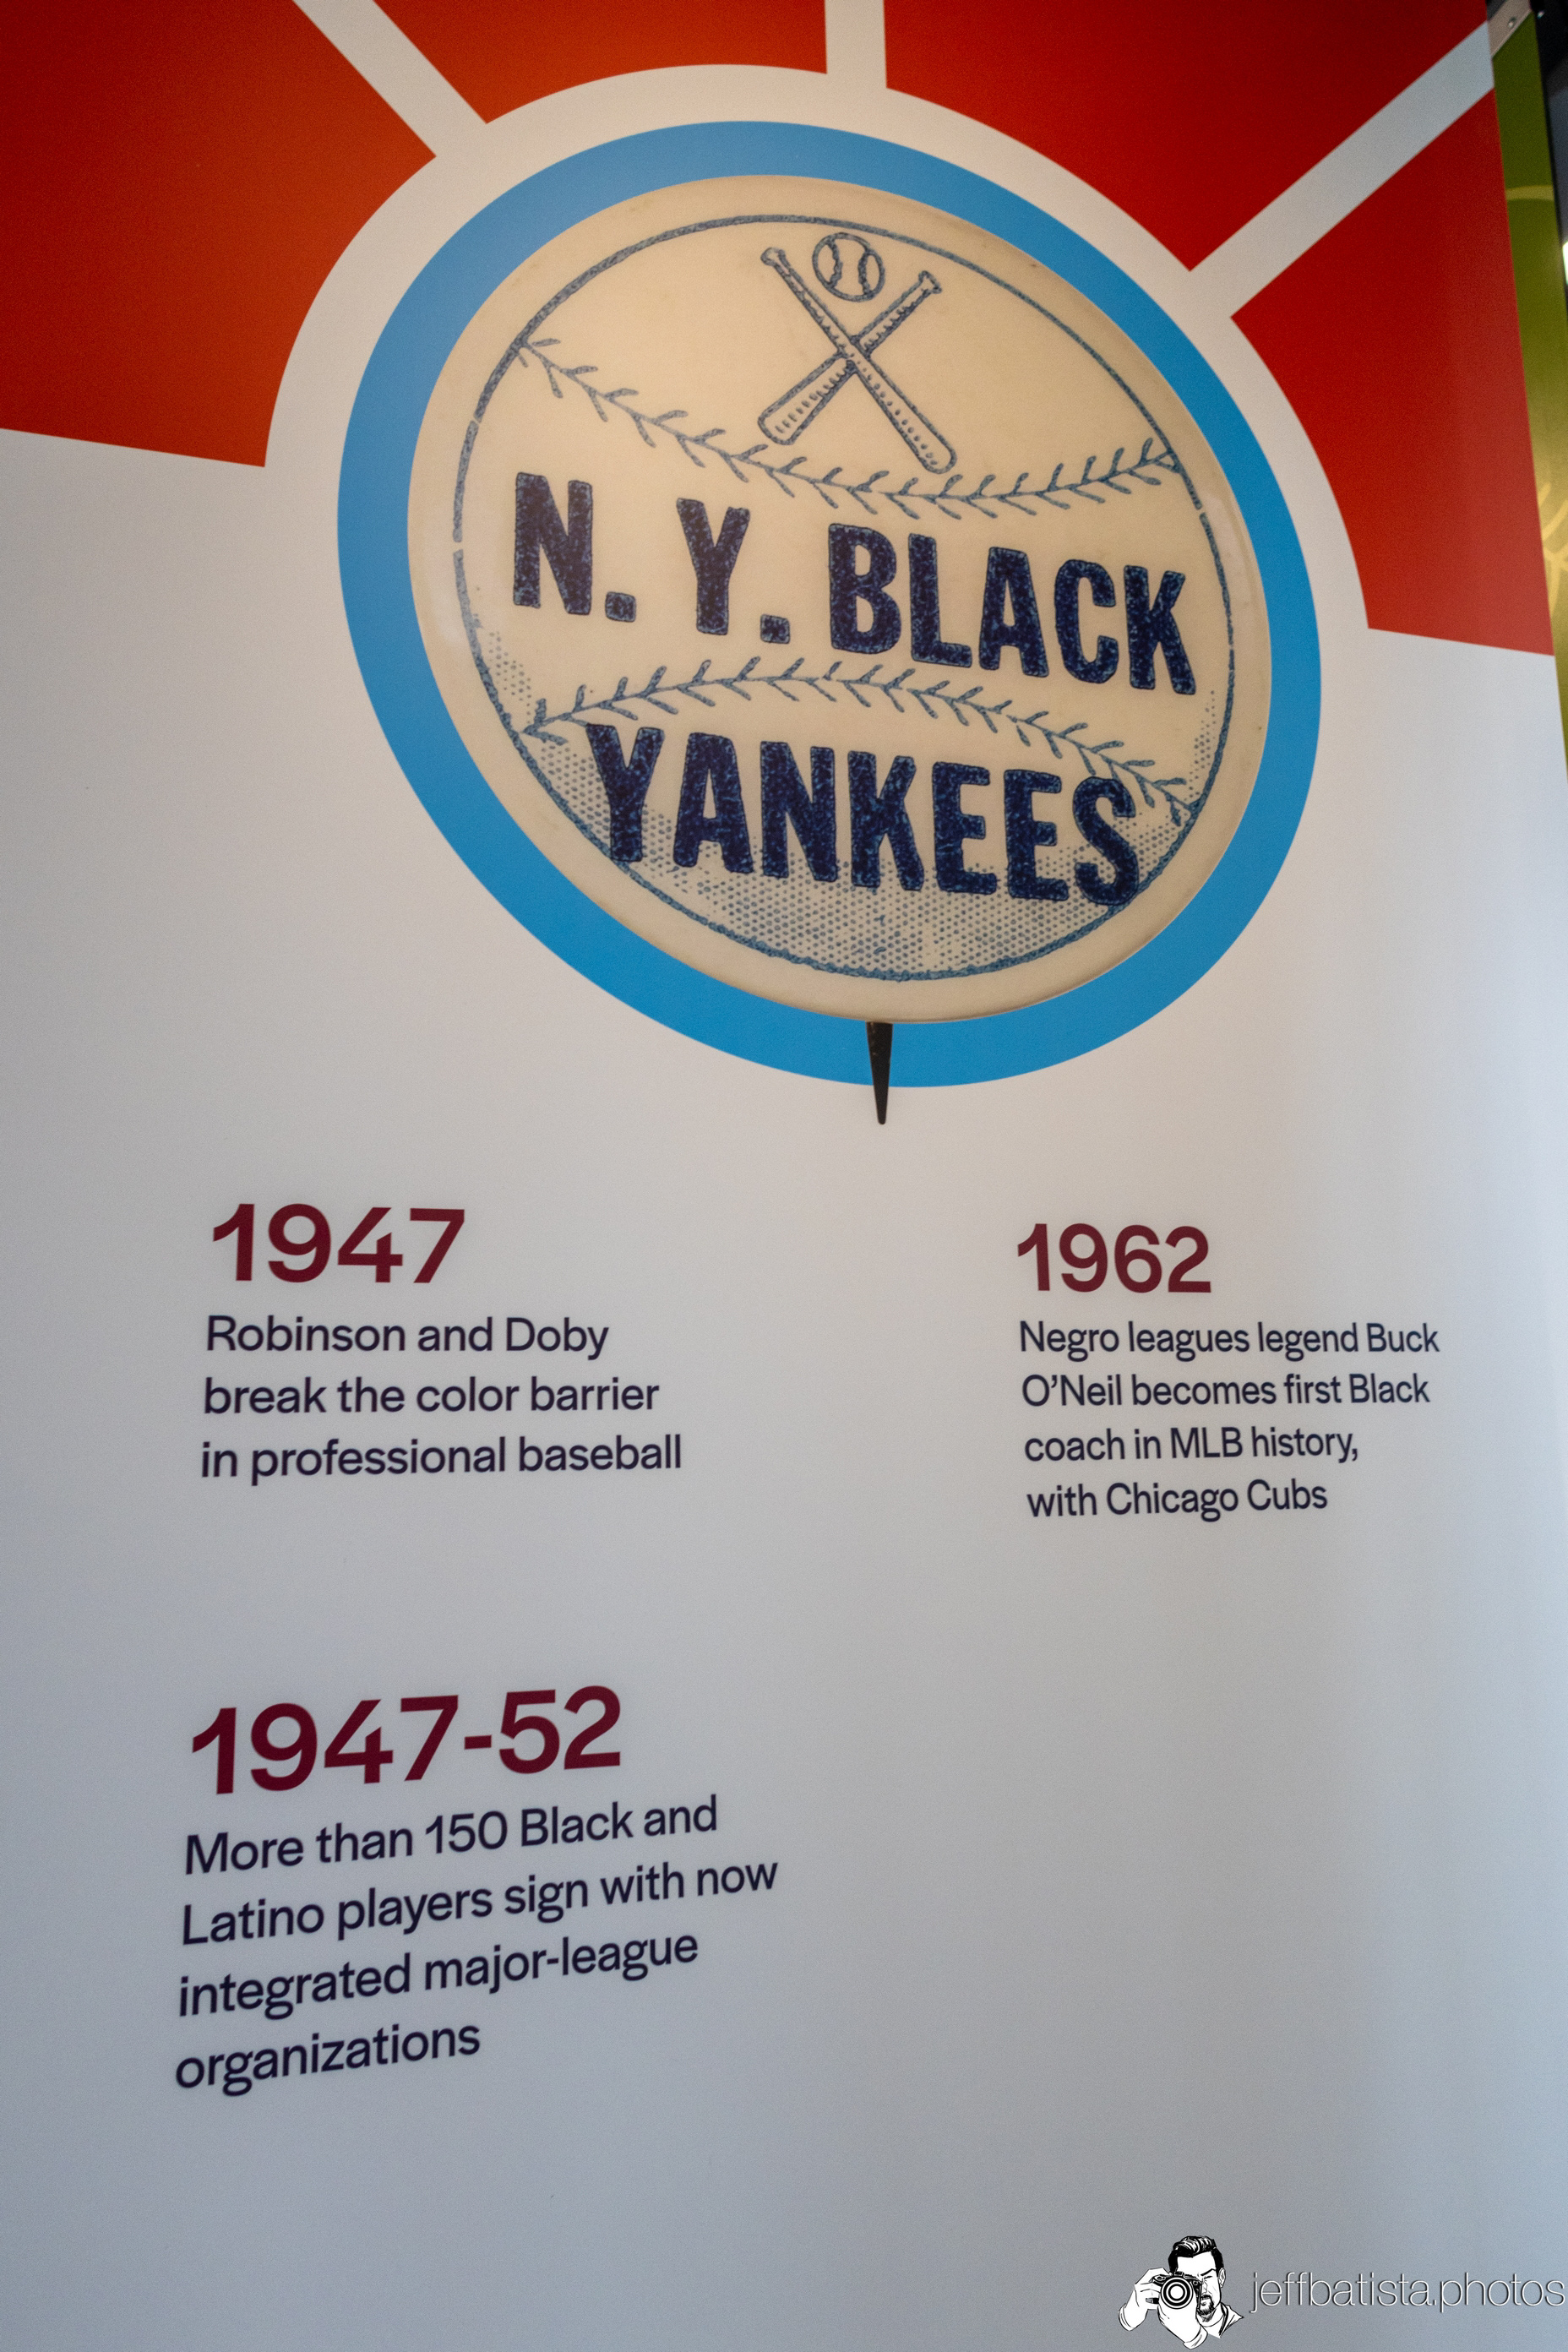 N. Y. BLACK
YANKEES
1947
Robinson and Doby
break the color barrier
in professional baseball
1947-52
More than 150 Black and
Latino players sign with now
integrated major-league
organizations
1962
Negro leagues legend Buck
O’Neil becomes first Black
coach in MLB history,
with Chicago Cubs
jeffbatista.photos